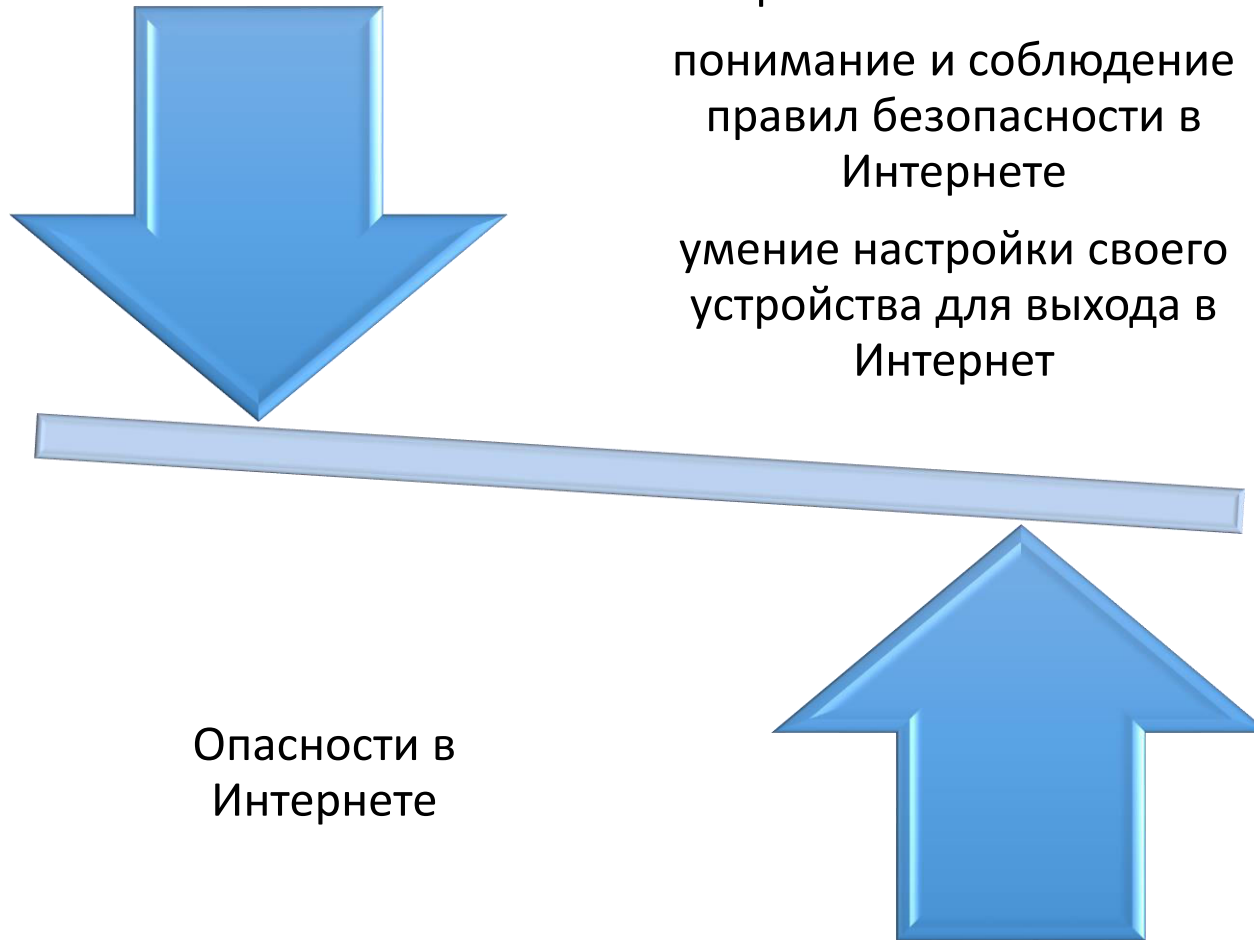 понимание и соблюдение
правил безопасности в
Интернете
умение настройки своего
устройства для выхода в
Интернет
Опасности в
Интернете